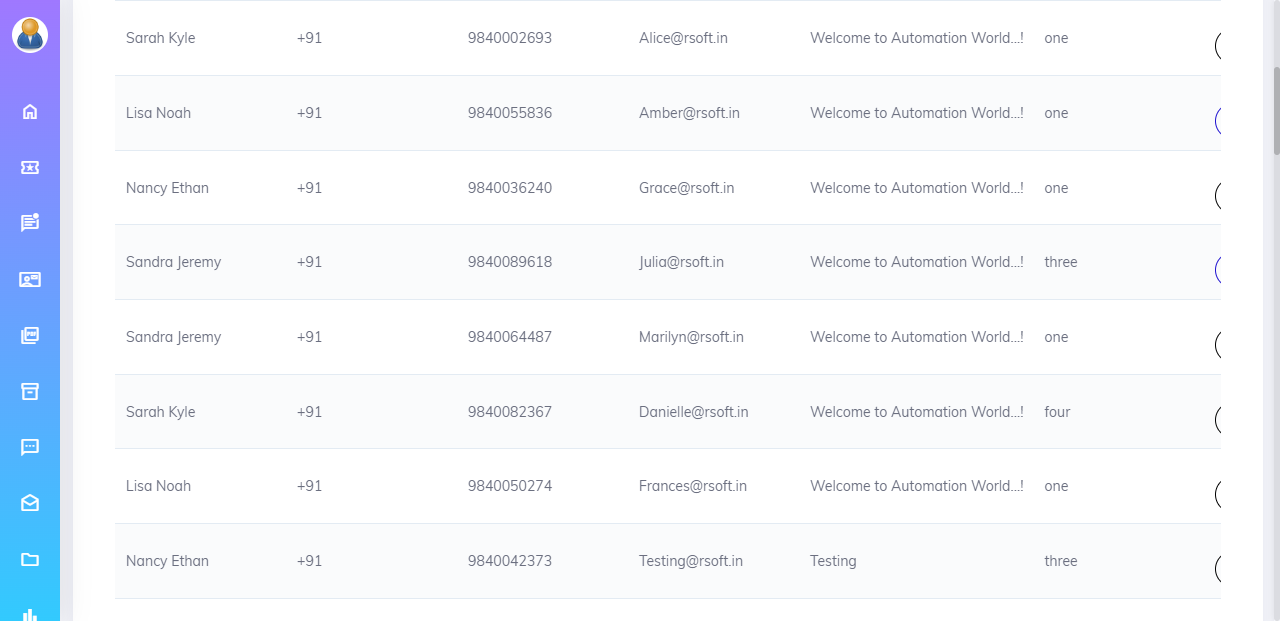 Sarah Kyle +91 9840002693 Alice@rsoft.in Welcome to Automation World...! one
Lisa Noah +91 9840055836 Amber@rsoft.in Welcome to Automation World...! one
Nancy Ethan +91 9840036240 Grace@rsoft.in Welcome to Automation World...! one
Sandra Jeremy +91 9840089618 Julia@rsoft.in Welcome to Automation World...! three
Sandra Jeremy +91 9840064487 Marilyn@rsoft.in Welcome to Automation World...! one
Sarah Kyle +91 9840082367 Danielle@rsoft.in Welcome to Automation World...! four
Lisa Noah +91 9840050274 Frances@rsoft.in Welcome to Automation World...! one
Nancy Ethan +91 9840042373 Testing@rsoft.in Testing three